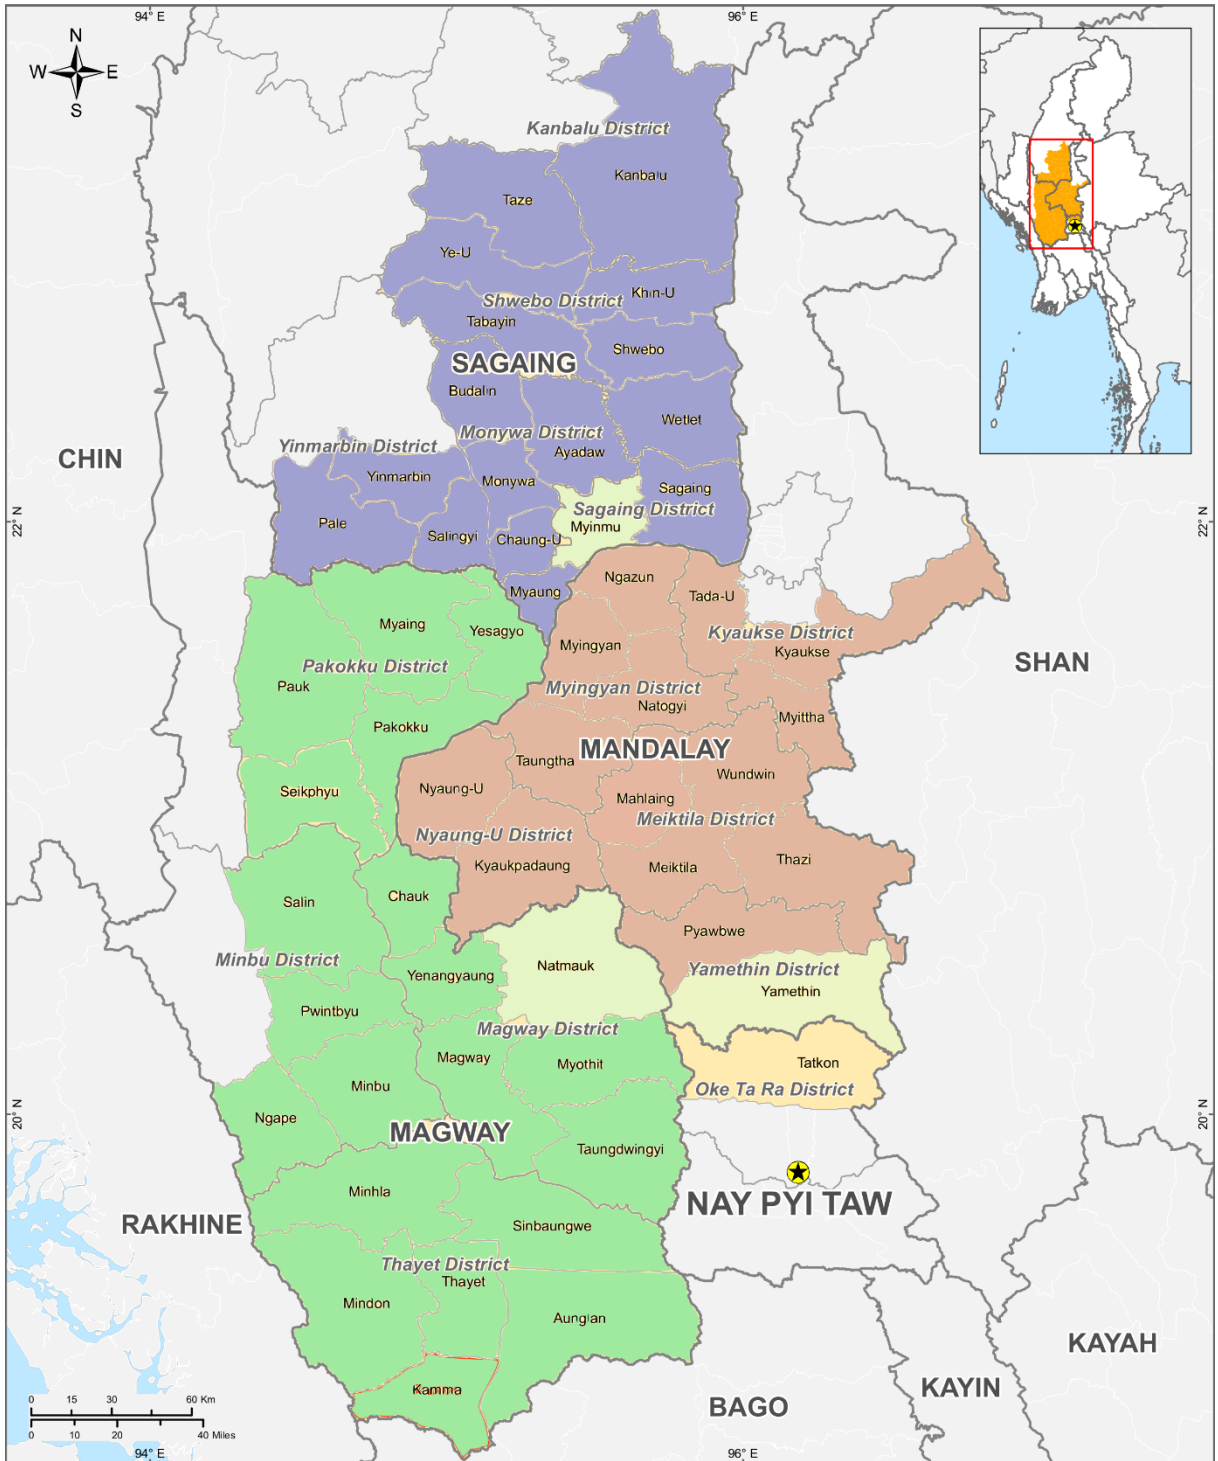 94° E
96° E
N
W
E
S
Kanbalu District
Kanbalu
Taze
Ye-U
Khin-U
Shwebo District
Tabayin
Shwebo
SAGAING
Budalin
Wetlet
Monywa District
Yinmarbin District
Ayadaw
CHIN
Yinmarbin
Monywa
Sagaing
Sagaing District
Pale
Myinmu
22° N
22° N
Salingyi
Chaung-U
Ngazun
Myaung
Tada-U
Myaing
Yesagyo
Kyaukse District
Myingyan
Kyaukse
SHAN
Pakokku District
Pauk
Myingyan District
Natogyi
Myittha
Pakokku
MANDALAY
Taungtha
Wundwin
Seikphyu
Nyaung-U
Mahlaing
Meiktila District
Nyaung-U District
Kyaukpadaung
Meiktila
Thazi
Chauk
Salin
Pyawbwe
Minbu District
Natmauk
Yamethin District
Yenangyaung
Yamethin
Pwintbyu
Magway District
Magway
Myothit
Tatkon
Minbu
Oke Ta Ra District
Ngape
20° N
20° N
MAGWAY
Taungdwingyi
Minhla
NAY PYI TAW
RAKHINE
Sinbaungwe
Thayet District
Thayet
Mindon
Aunglan
KAYAH
Kamma
KAYIN
BAGO
0 15 30 60 Km
0 10 20 40 Miles
94° E
96° E